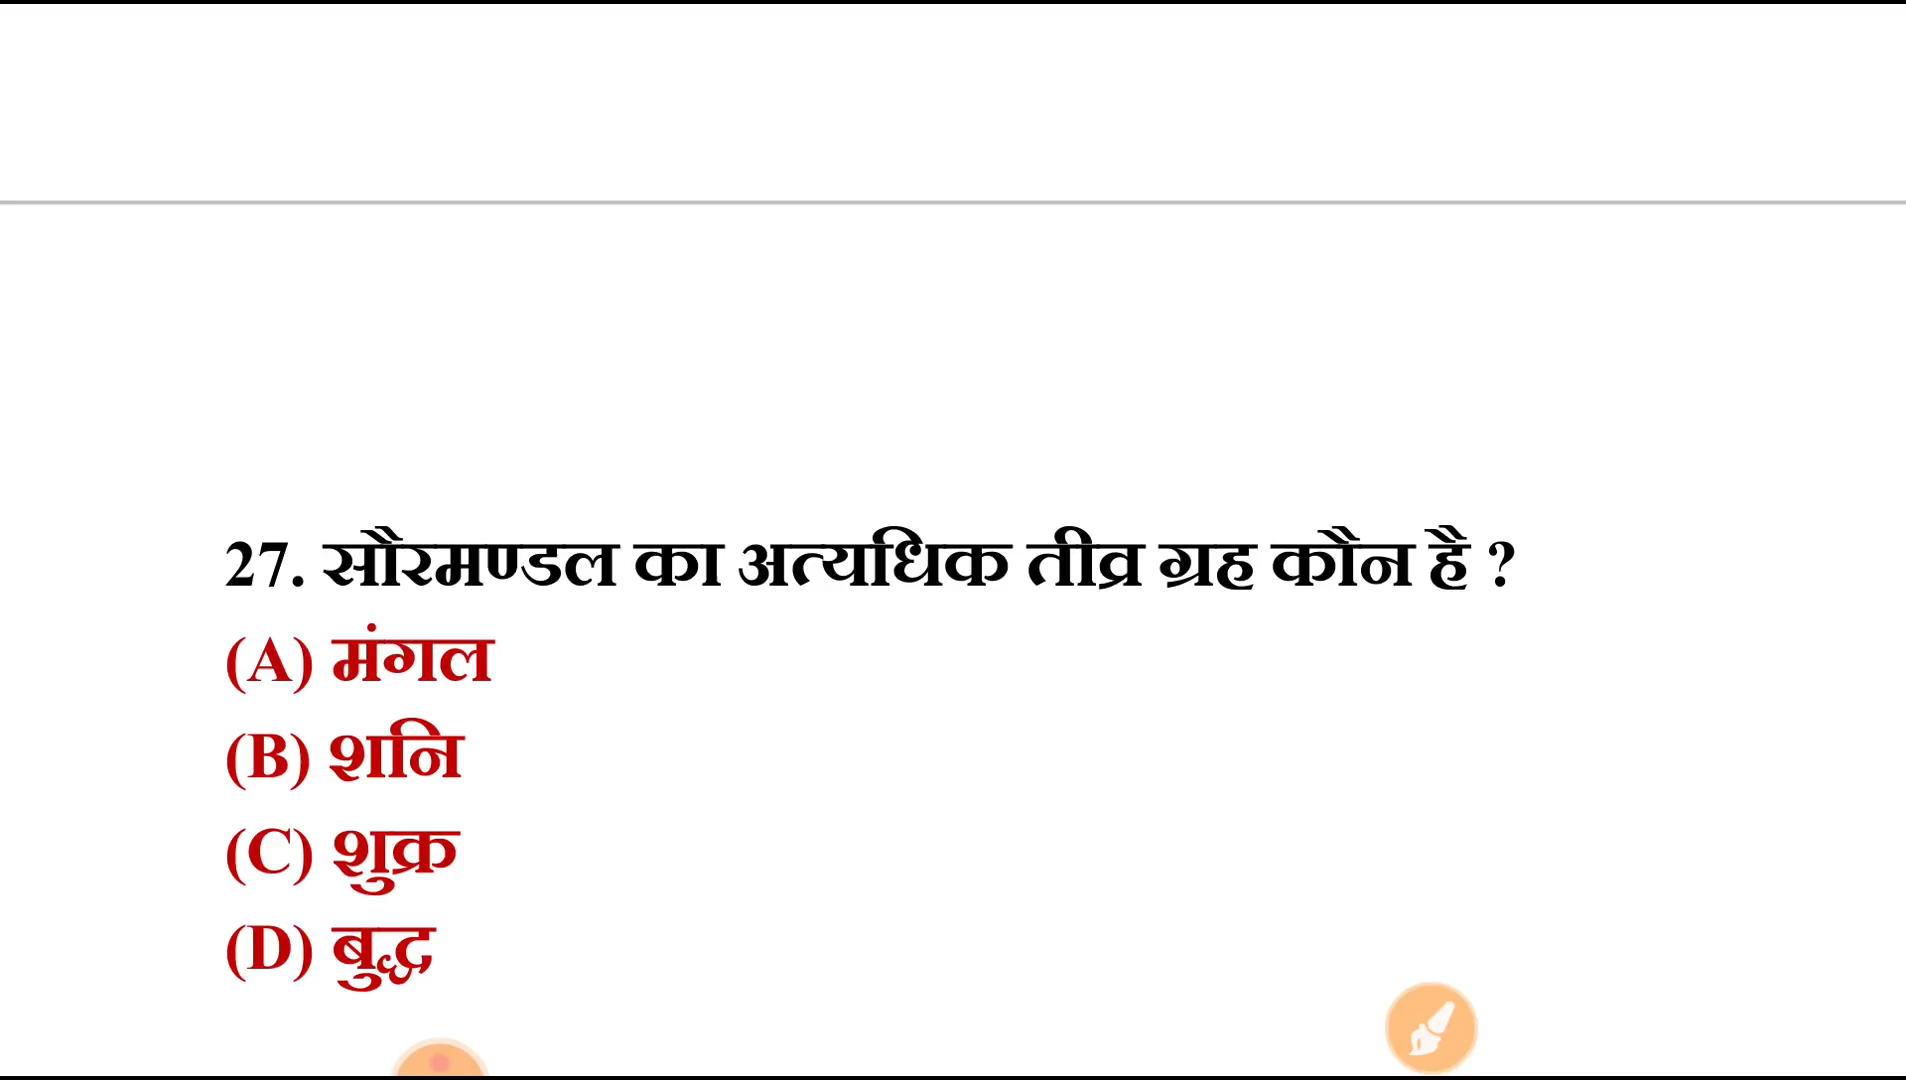 27. सौरमण्डल का अत्यधिक तीव्र ग्रह कौन है ?
(A) मंगल
(B) शनि
(C) शुक्र
(D) बुद्ध